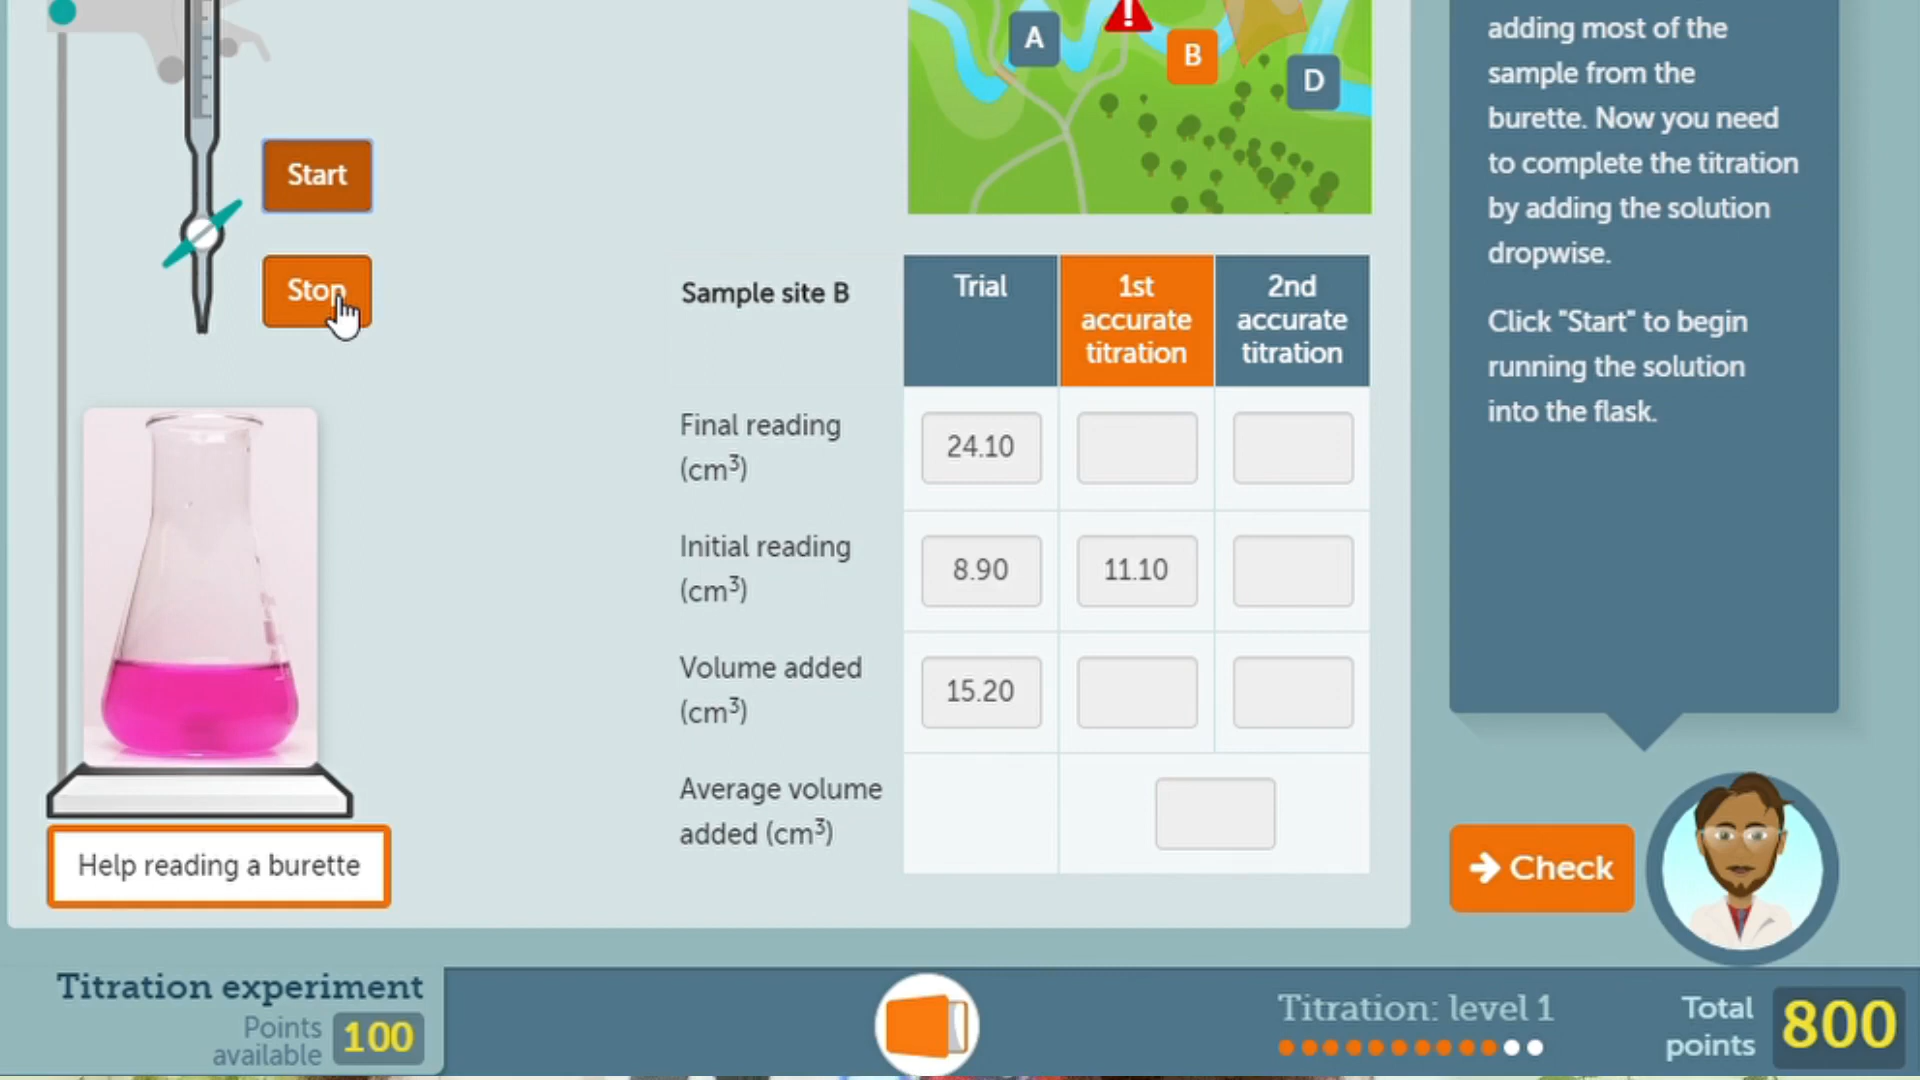 A
!
B
D
adding most of the
sample from the
burette. Now you need
to complete the titration
by adding the solution
dropwise.
Click "Start" to begin
running the solution
into the flask.
Start
Stop
Sample site B
Trial
1st
accurate
titration
2nd
accurate
titration
Final reading
(cm³)
24.10
Initial reading
(cm³)
8.90
11.10
Volume added
(cm³)
15.20
Average volume
added (cm³)
Help reading a burette
Check
Titration experiment
Points
available
100
Titration: level 1
Total
points
800